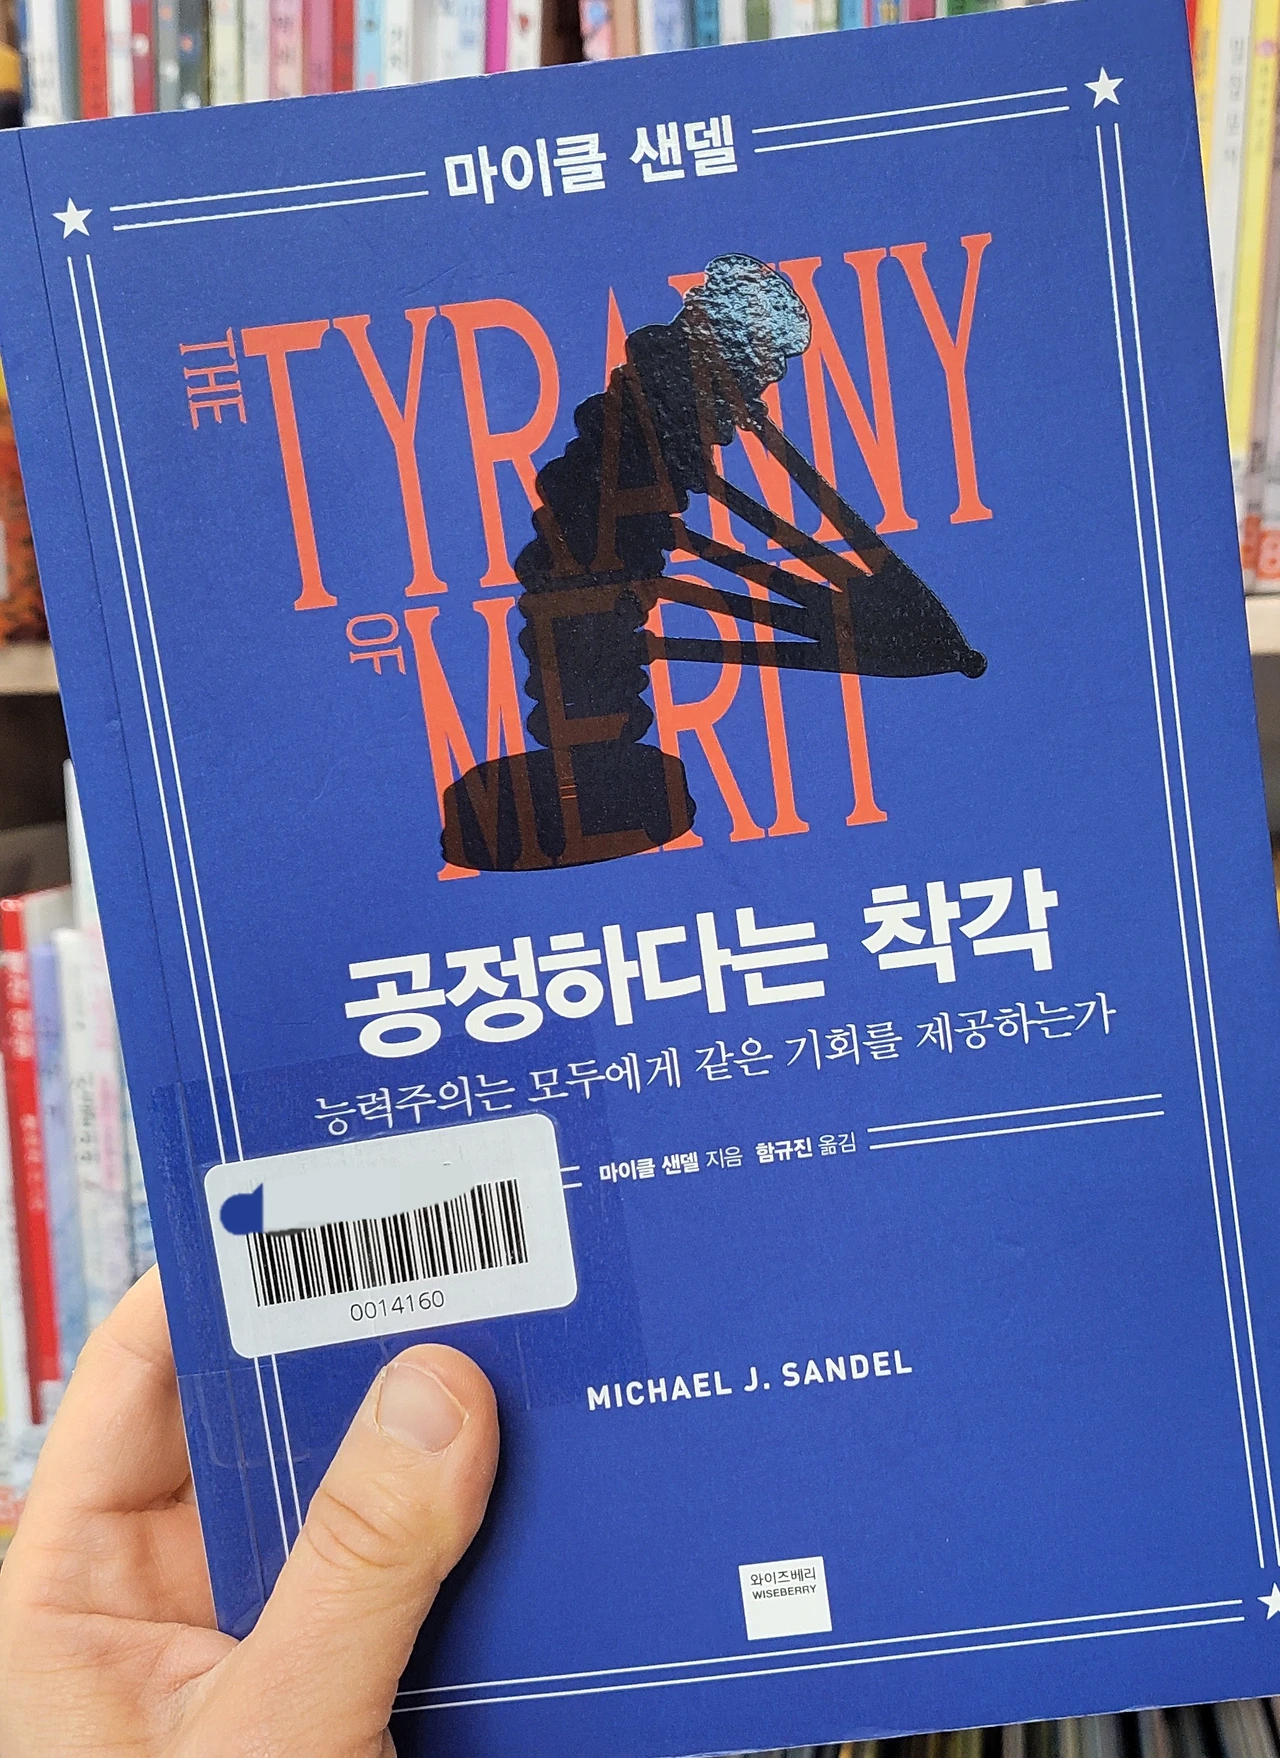 마이클 샌델
THE
TYRANNY
OF
MERIT
공정하다는 착각
능력주의는 모두에게 같은 기회를 제공하는가
마이클 샌델 지음 함규진 옮김
0014160
MICHAEL J. SANDEL
와이즈베리
WISEBERRY